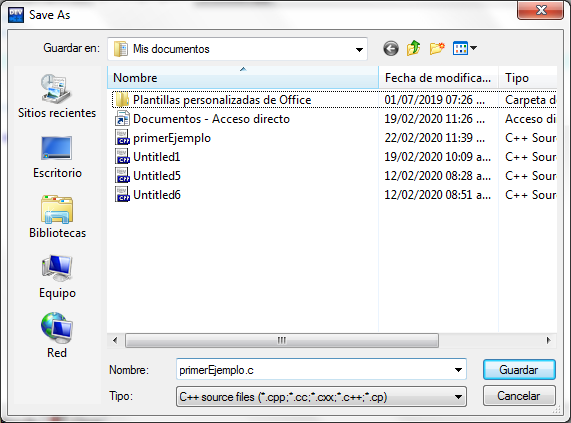 DEV Save As
Guardar en: Mis documentos
Nombre Fecha de modifica... Tipo
Plantillas personalizadas de Office 01/07/2019 07:26 ... Carpeta d
Documentos - Acceso directo 19/02/2020 11:26 ... Acceso di
primerEjemplo 22/02/2020 11:39 ... C++ Sour
Untitled1 19/02/2020 10:09 a... C++ Sour
Untitled5 12/02/2020 08:28 a... C++ Sour
Untitled6 12/02/2020 08:51 a... C++ Sour
Sitios recientes
Escritorio
Bibliotecas
Equipo
Red
Nombre: primerEjemplo.c Guardar
Tipo: C++ source files (*.cpp;*.cc;*.cxx;*.c++;*.cp) Cancelar